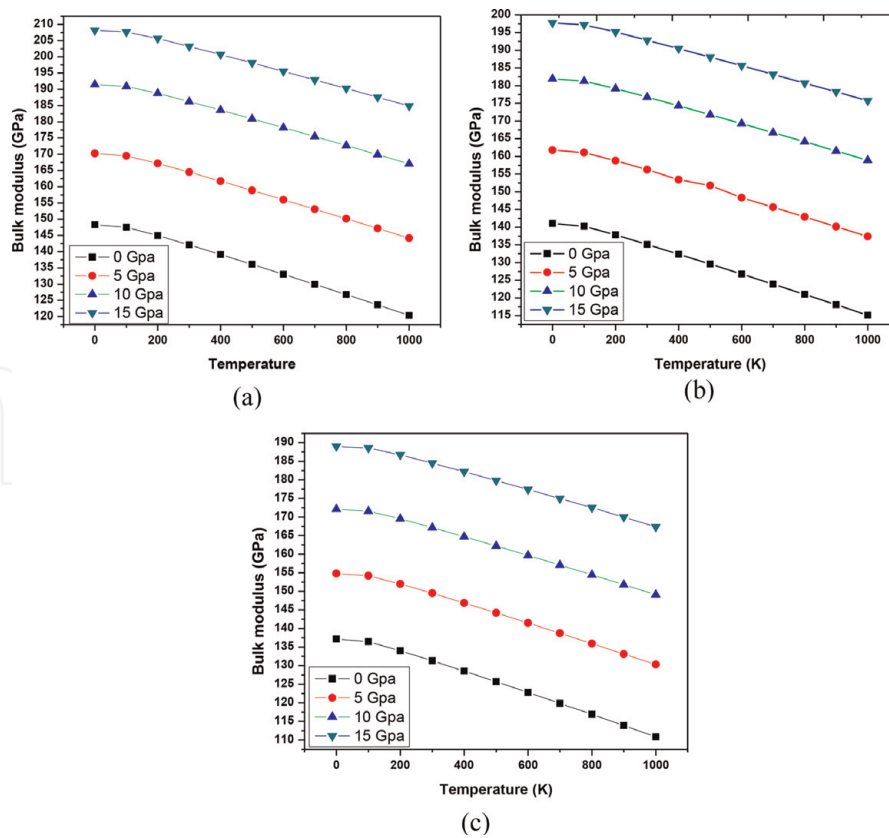 210
205
200
195
190
185
180
175
170
165
160
155
150
145
140
135
130
125
120
Bulk modulus (GPa)
0 Gpa
5 Gpa
10 Gpa
15 Gpa
0 200 400 600 800 1000
Temperature
(a)
200
195
190
185
180
175
170
165
160
155
150
145
140
135
130
125
120
115
Bulk modulus (GPa)
0 Gpa
5 Gpa
10 Gpa
15 Gpa
0 200 400 600 800 1000
Temperature (K)
(b)
190
185
180
175
170
165
160
155
150
145
140
135
130
125
120
115
110
Bulk modulus (GPa)
0 Gpa
5 Gpa
10 Gpa
15 Gpa
0 200 400 600 800 1000
Temperature (K)
(c)